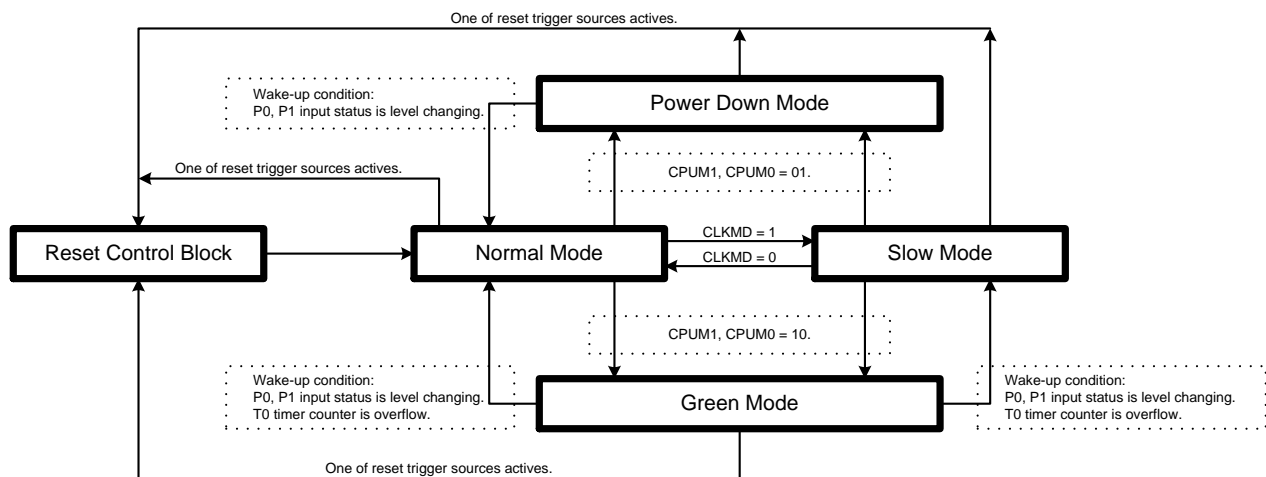 One of reset trigger sources actives.
Wake-up condition:
P0, P1 input status is level changing.
Power Down Mode
One of reset trigger sources actives.
CPUM1, CPUM0 = 01.
Reset Control Block
Normal Mode
CLKMD = 1
CLKMD = 0
Slow Mode
CPUM1, CPUM0 = 10.
Wake-up condition:
P0, P1 input status is level changing.
T0 timer counter is overflow.
Green Mode
Wake-up condition:
P0, P1 input status is level changing.
T0 timer counter is overflow.
One of reset trigger sources actives.